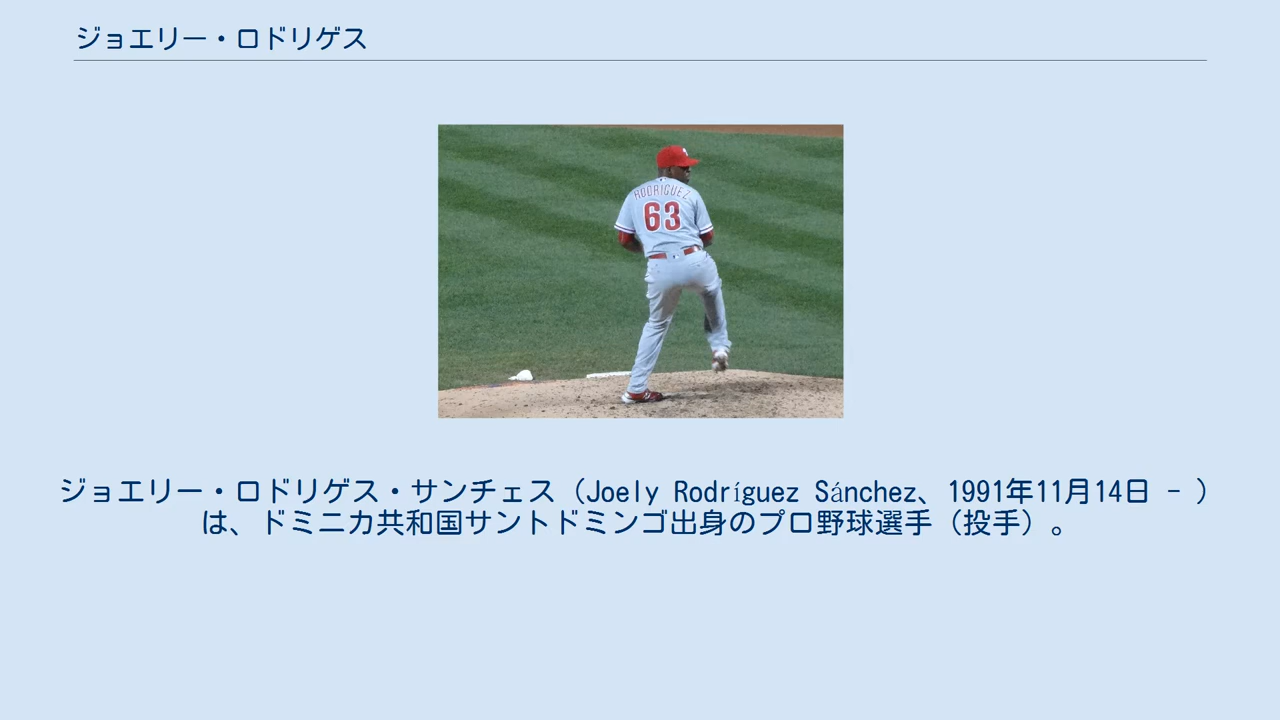 ジョエリー・ロドリゲス
RODRIGUEZ
63
ジョエリー・ロドリゲス・サンチェス（Joely Rodríguez Sánchez、1991年11月14日 - ）
は、ドミニカ共和国サントドミンゴ出身のプロ野球選手（投手）。